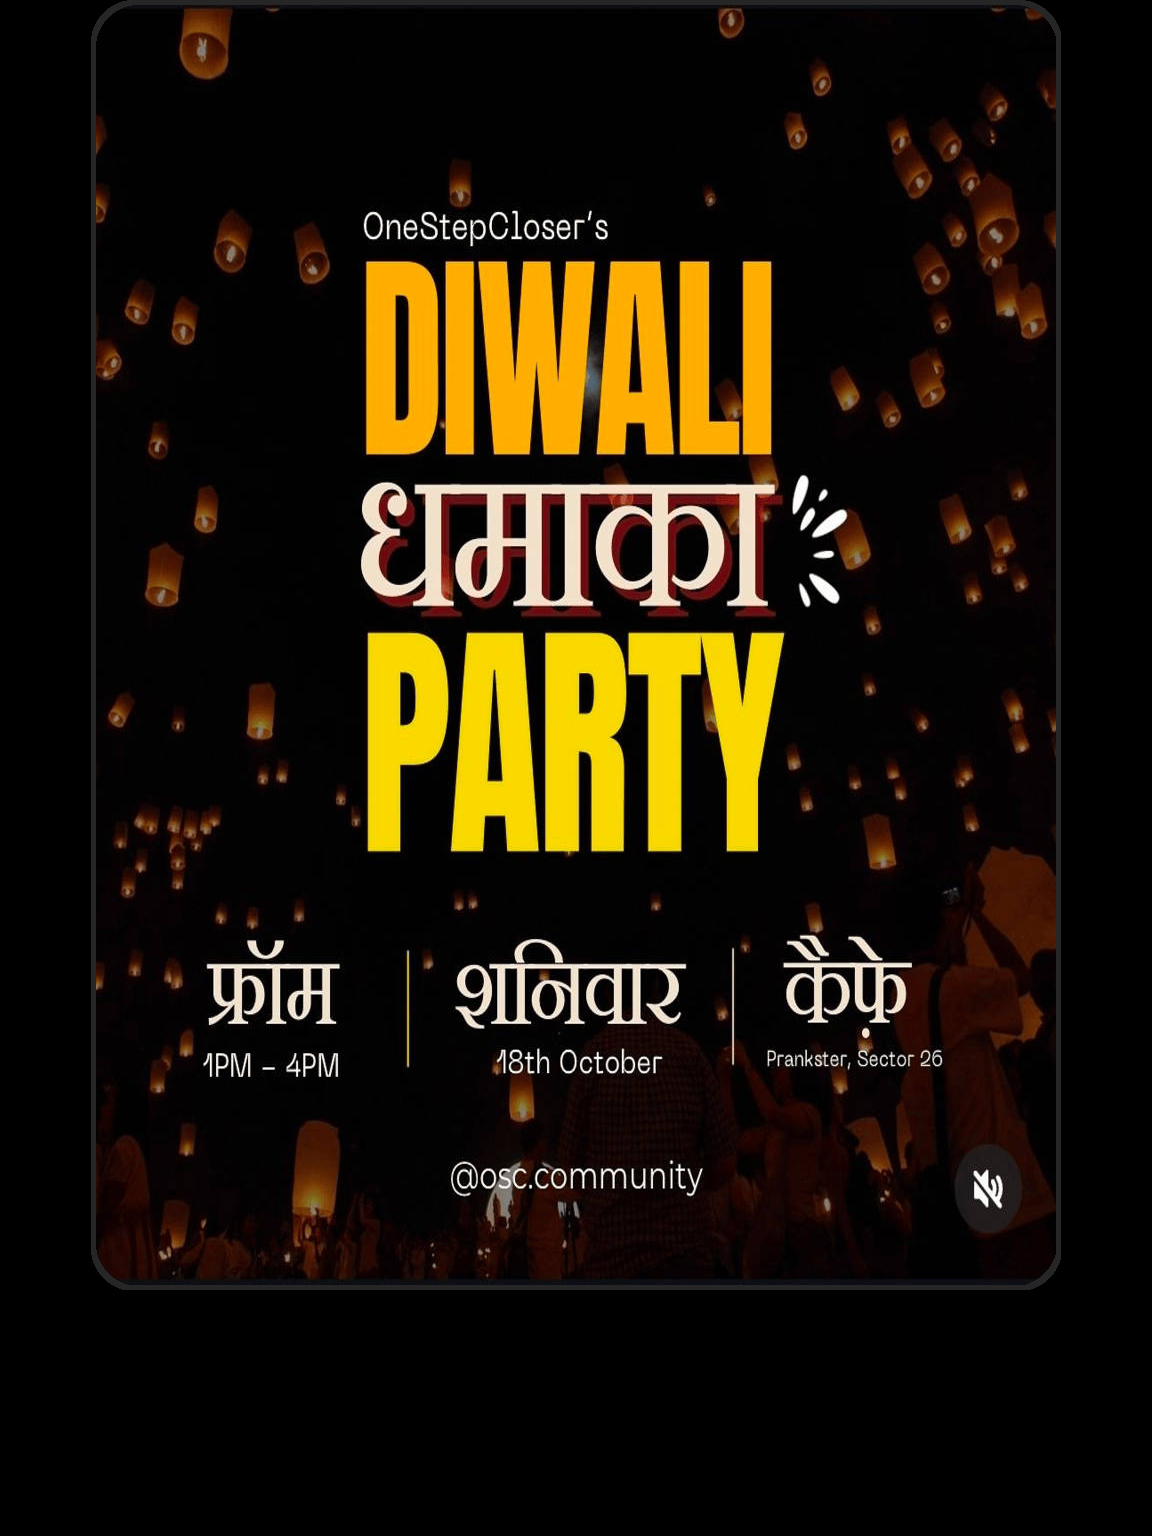 OneStepCloser's
DIWALI
धमाका
PARTY
फ्रॉम
1PM – 4PM
शनिवार
18th October
कैफ़े
Prankster, Sector 26
@osc.community